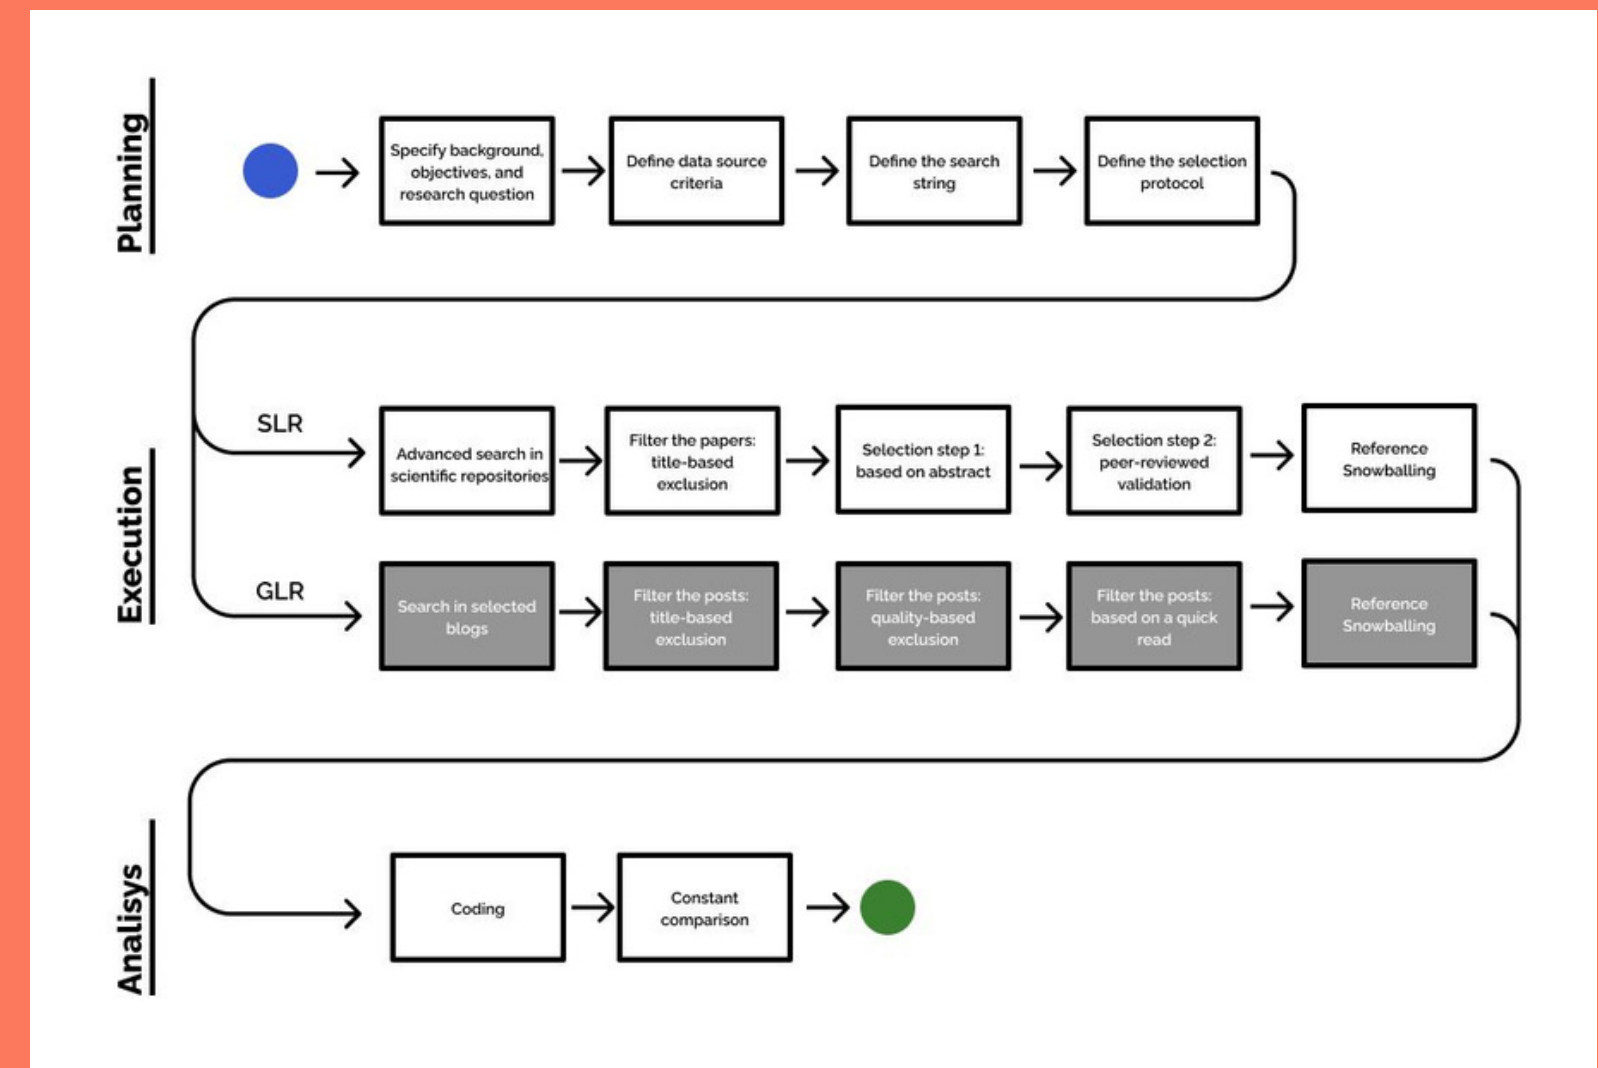 Planning
Specify background,
objectives, and
research question
Define data source
criteria
Define the search
string
Define the selection
protocol
Execution
SLR
Advanced search in
scientific repositories
Filter the papers:
title-based
exclusion
Selection step 1:
based on abstract
Selection step 2:
peer-reviewed
validation
Reference
Snowballing
GLR
Search in selected
blogs
Filter the posts:
title-based
exclusion
Filter the posts:
quality-based
exclusion
Filter the posts:
based on a quick
read
Reference
Snowballing
Analisys
Coding
Constant
comparison